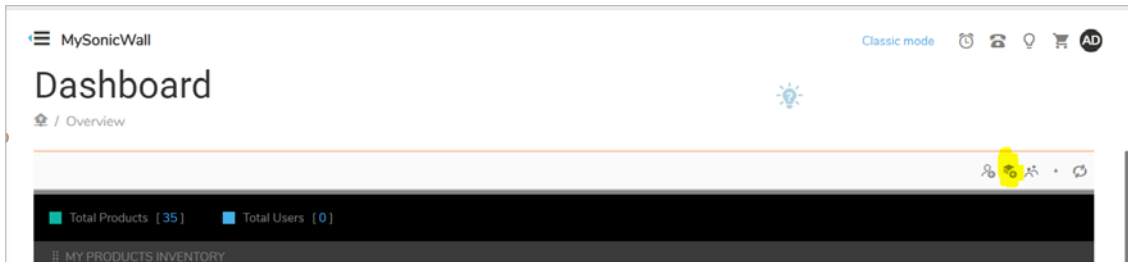 MySonicWall
Classic mode
AD
Dashboard
/ Overview
Total Products [ 35 ] Total Users [ 0 ]
MY PRODUCTS INVENTORY